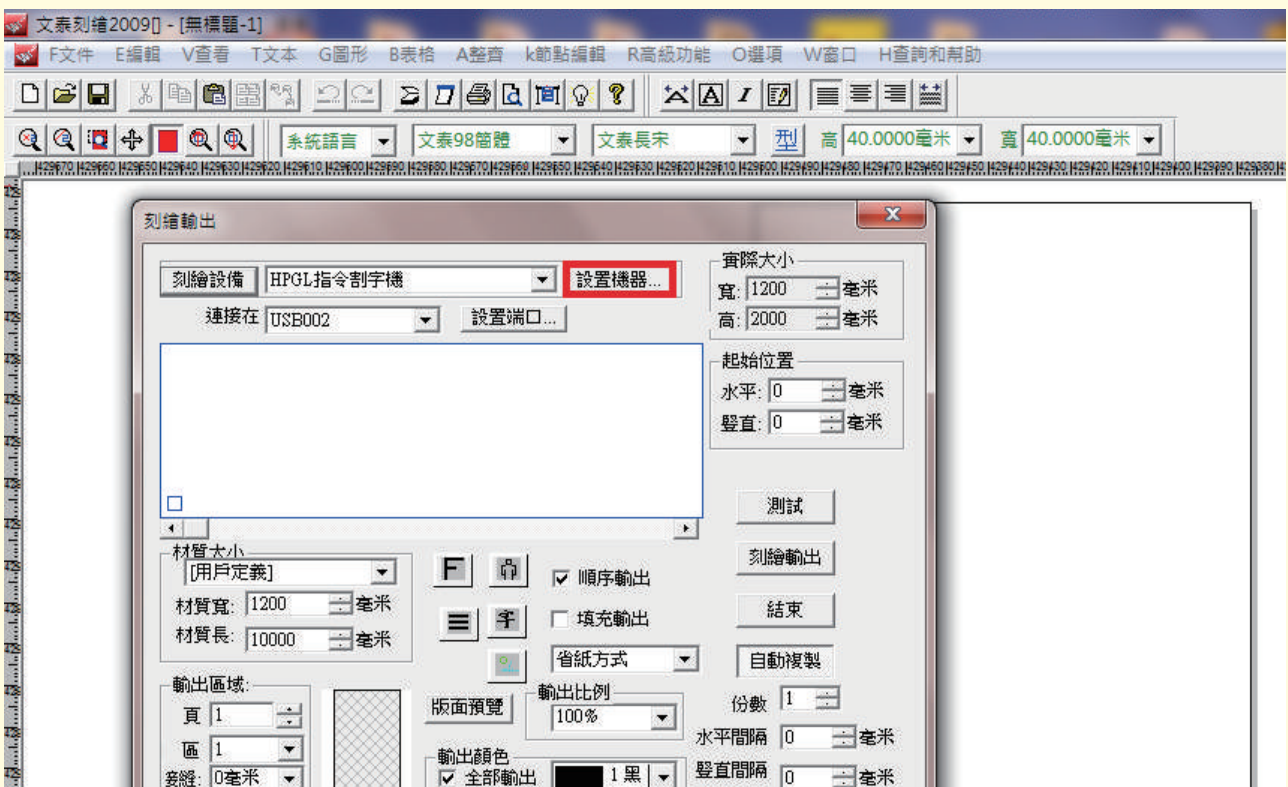 文泰刻繪2009[] - [無標題-1]
F文件 E編輯 V查看 T文本 G圖形 B表格 A整齊 k節點編輯 R高級功能 O選項 W窗口 H查詢和幫助
系統語言 文泰98簡體 文泰長宋 型 高 40.0000毫米 寬 40.0000毫米
刻繪輸出
刻繪設備 HPGL指令割字機 設置機器...
連接在 USB002 設置端口...
實際大小
寬: 1200 毫米
高: 2000 毫米
起始位置
水平: 0 毫米
豎直: 0 毫米
測試
刻繪輸出
結束
自動複製
份數 1
水平間隔 0 毫米
豎直間隔 0 毫米
材質大小
[用戶定義]
材質寬: 1200 毫米
材質長: 10000 毫米
順序輸出
填充輸出
省紙方式
輸出區域:
頁 1
區 1
接縫: 0毫米
版面預覽
輸出比例
100%
輸出顏色
全部輸出 1 黑